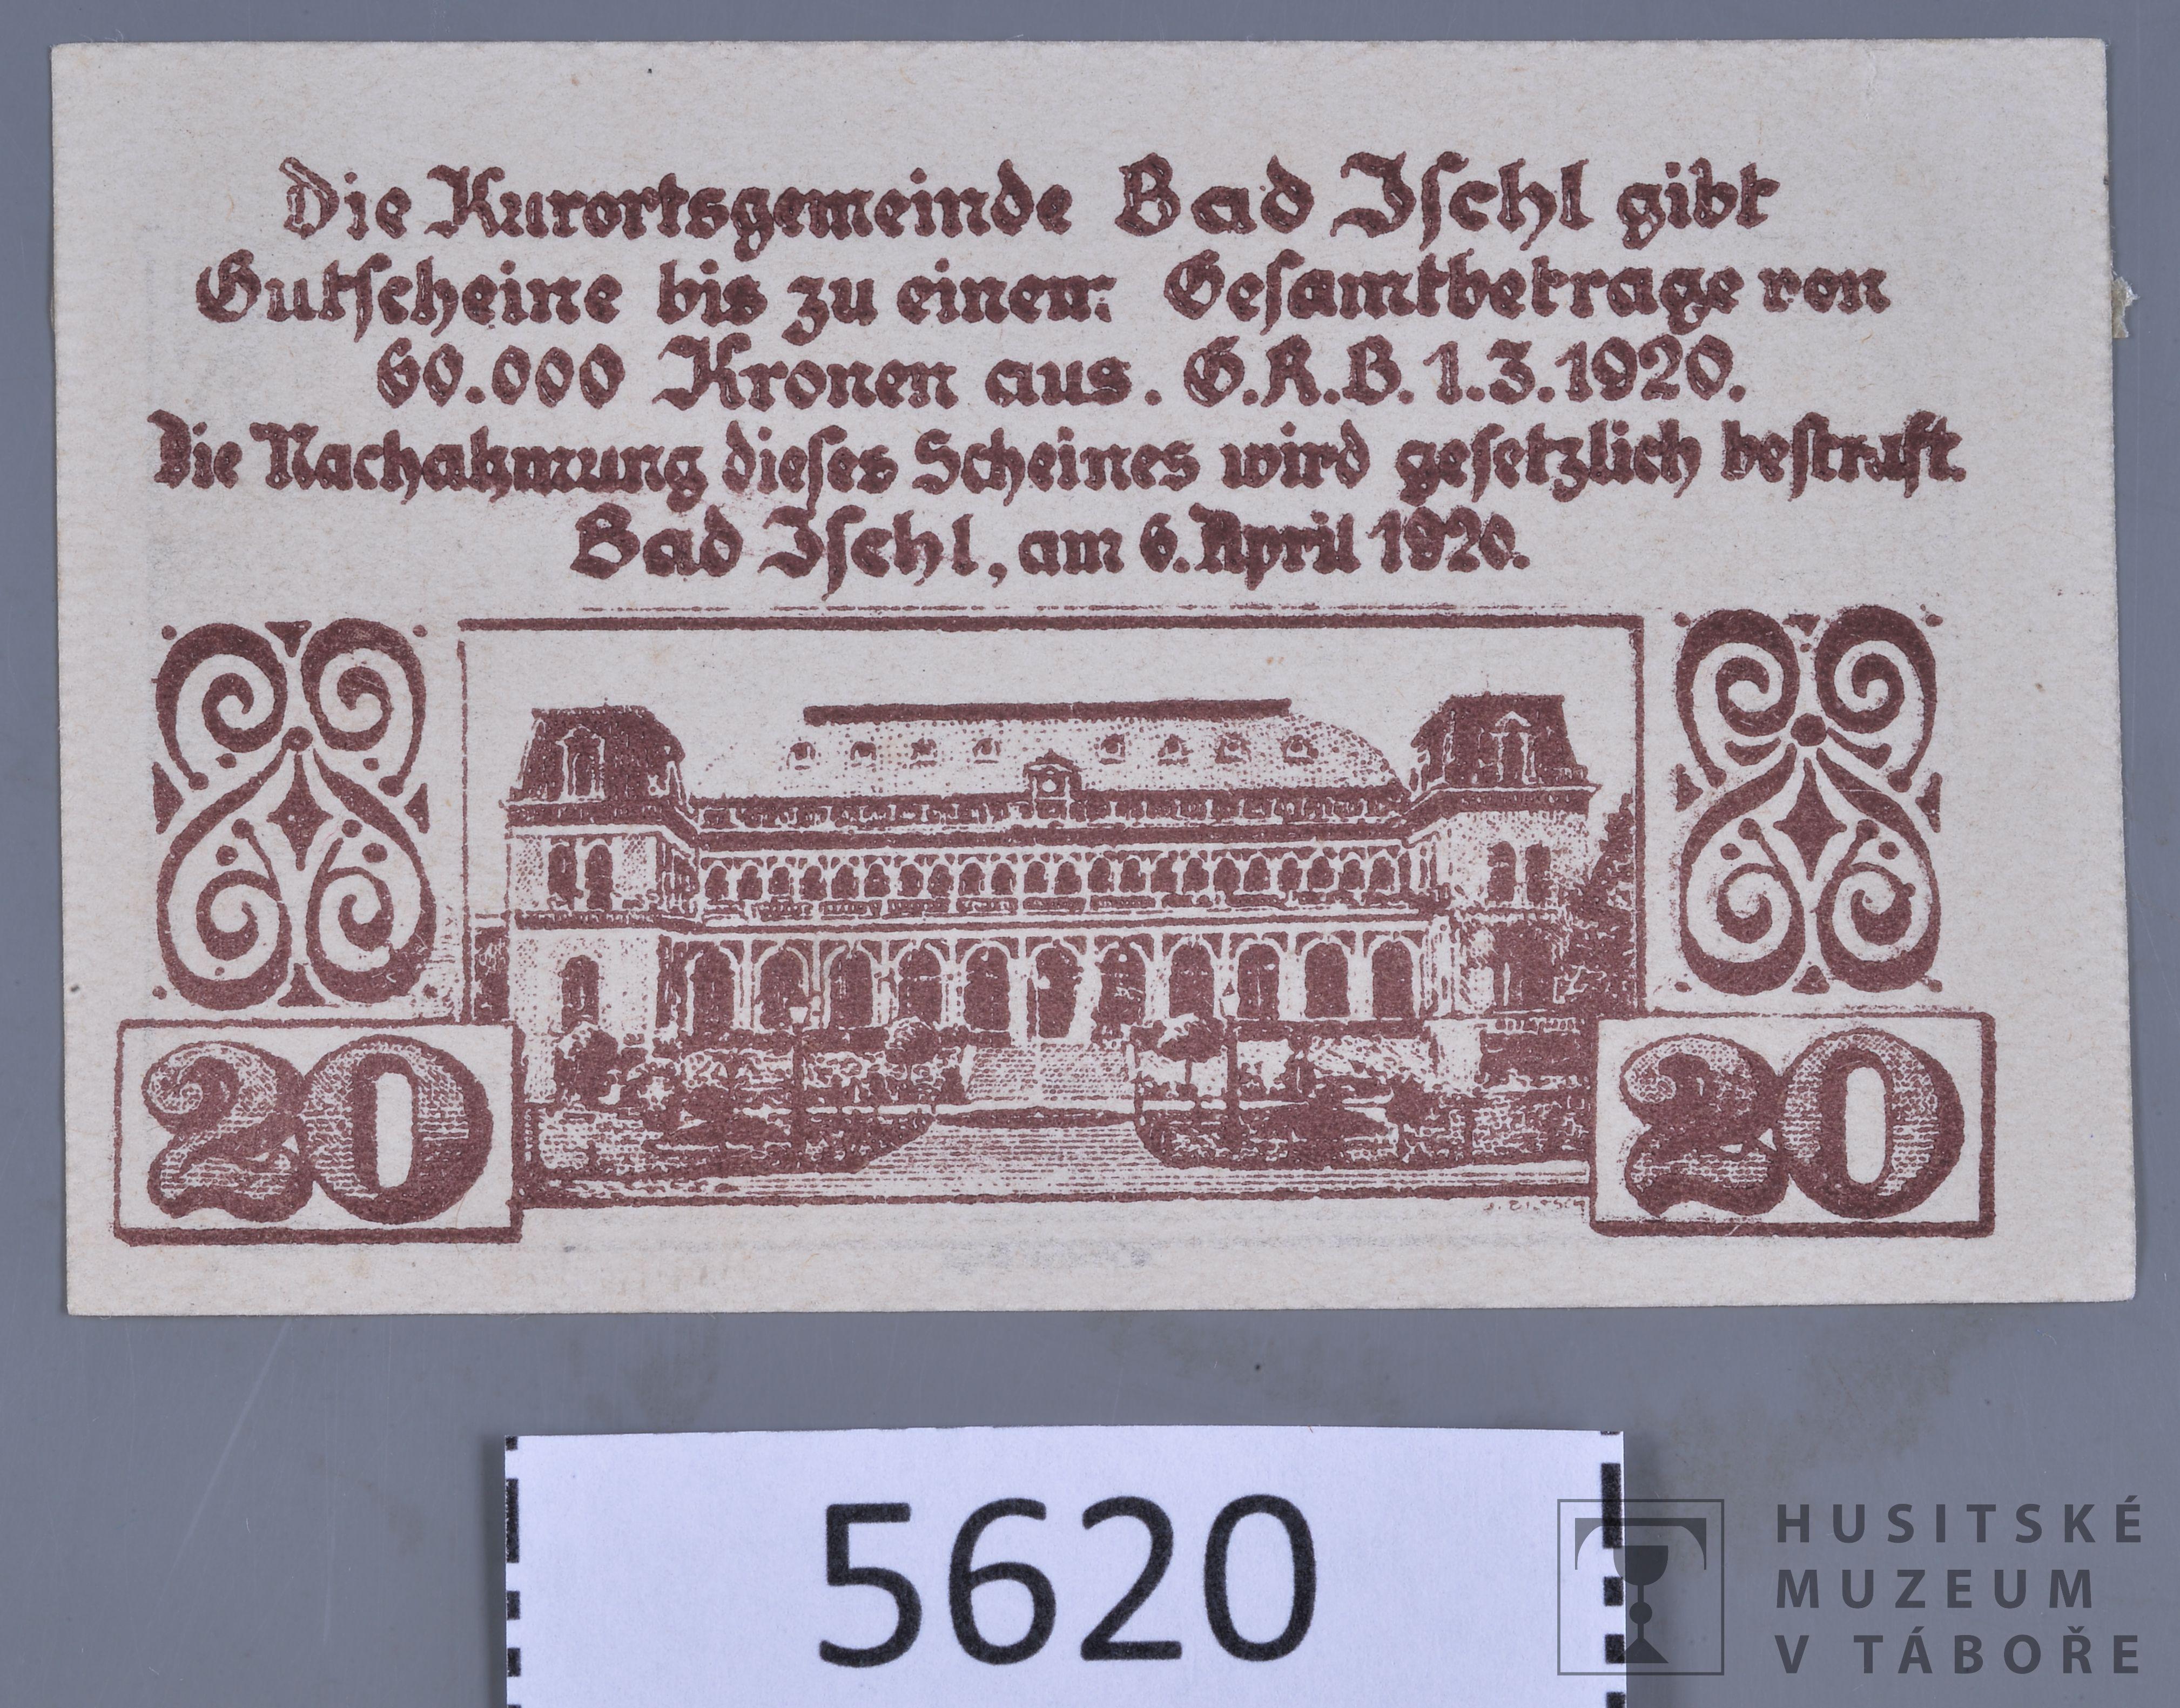 Die Kurortsgemeinde Bad Ischl gibt
Gutscheine bis zu einem Gesamtbetrage von
60.000 Kronen aus. G.R.B. 1.3.1920.
Die Nachahmung dieses Scheines wird gesetzlich bestraft.
Bad Ischl, am 6. April 1920.
20 20
5620
HUSITSKÉ
MUZEUM
V TÁBOŘE